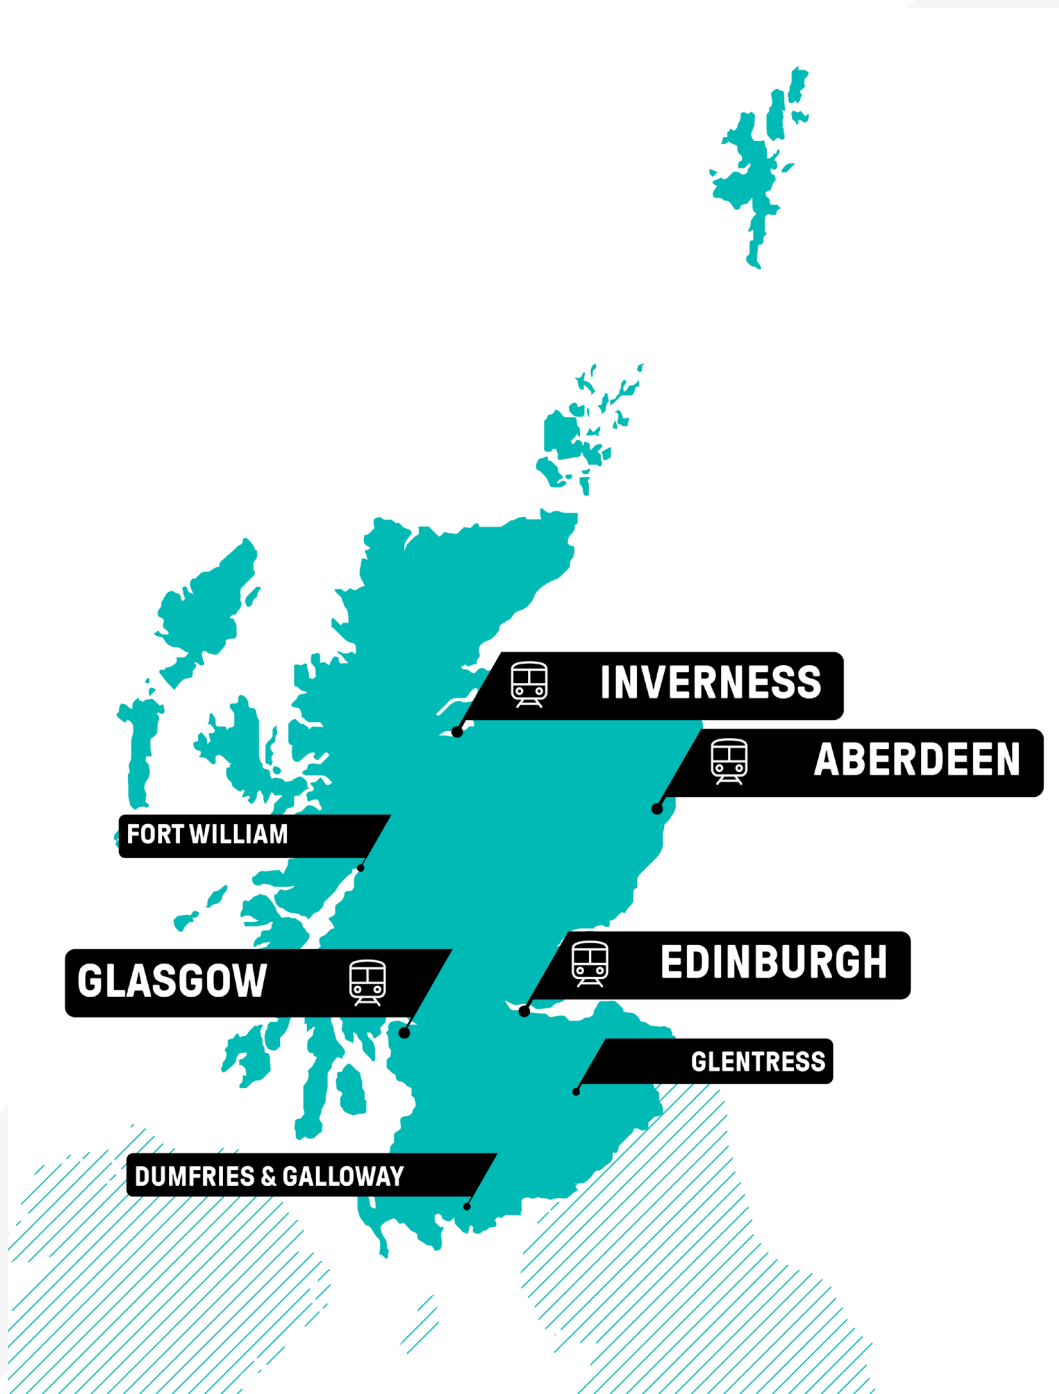 INVERNESS
ABERDEEN
FORT WILLIAM
EDINBURGH
GLASGOW
GLENTRESS
DUMFRIES & GALLOWAY